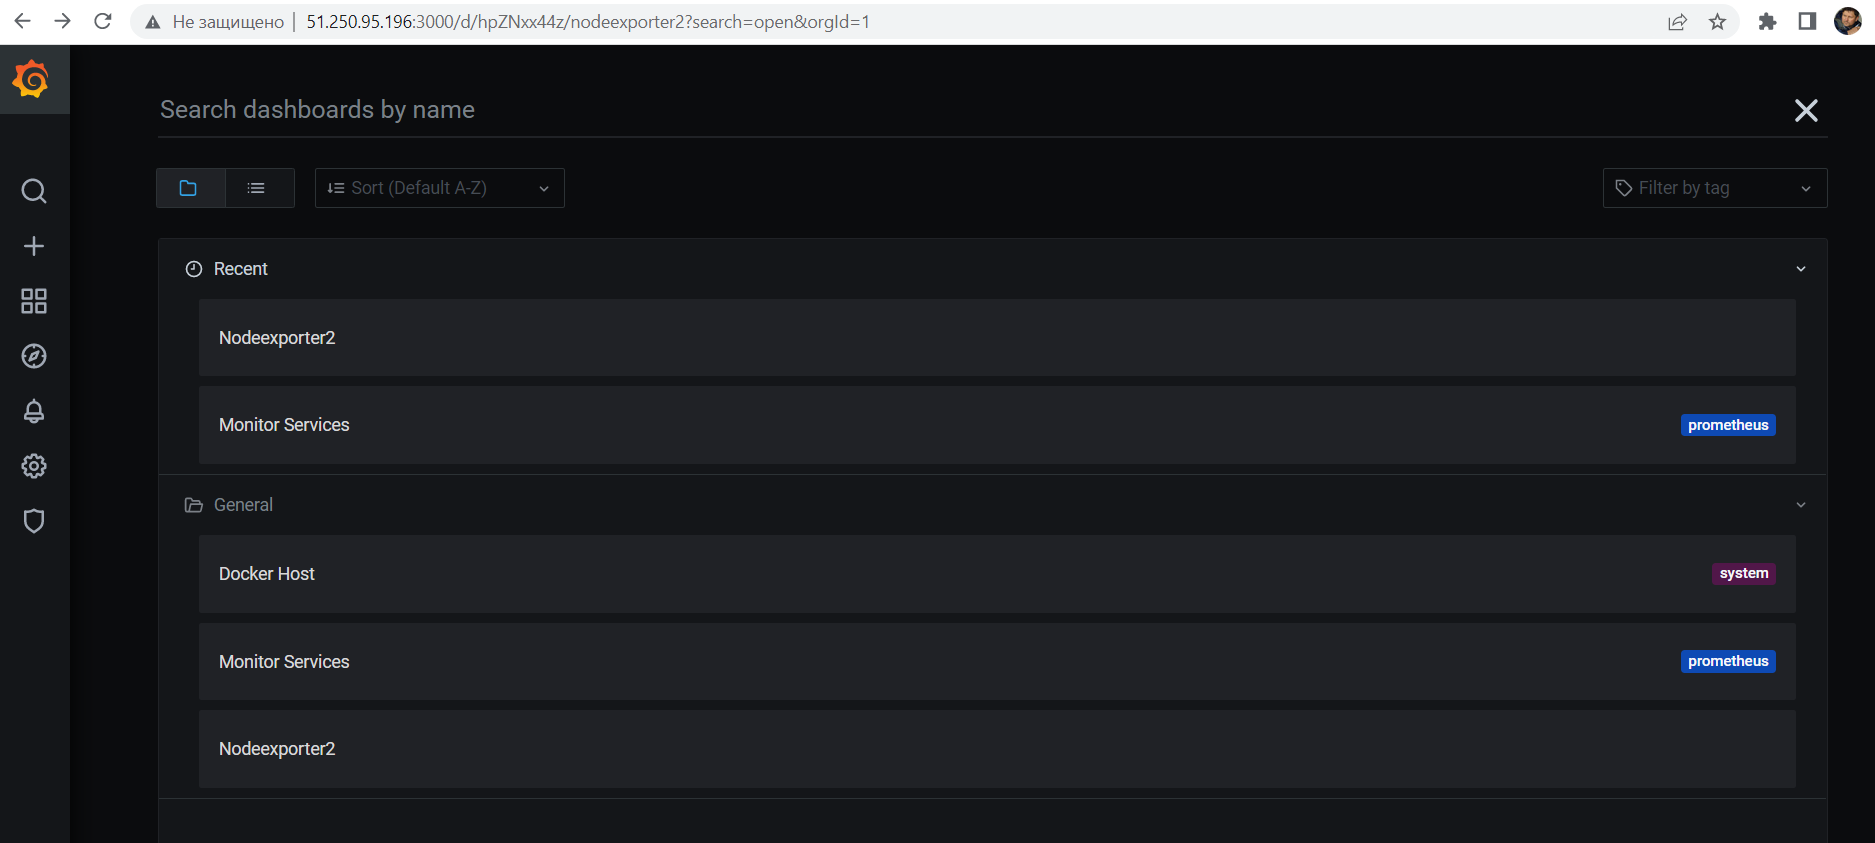 Не защищено | 51.250.95.196:3000/d/hpZNxx44z/nodeexporter2?search=open&orgId=1
Search dashboards by name
Sort (Default A-Z)
Filter by tag
Recent
Nodeexporter2
Monitor Services prometheus
General
Docker Host system
Monitor Services prometheus
Nodeexporter2